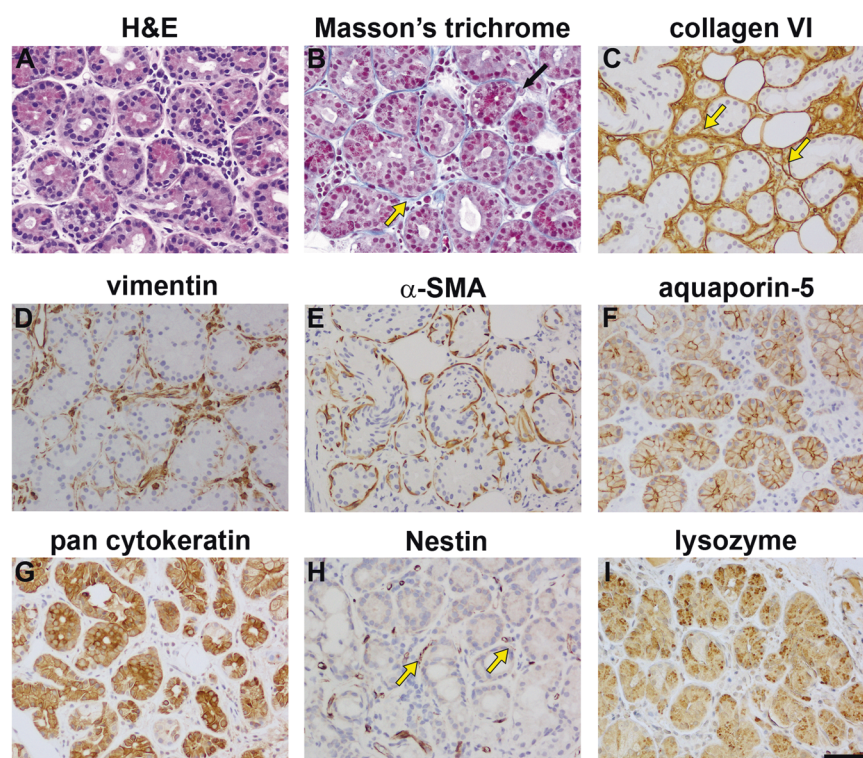 H&E
Masson's trichrome
collagen VI
A
B
C
vimentin
α-SMA
aquaporin-5
D
E
F
pan cytokeratin
Nestin
lysozyme
G
H
I